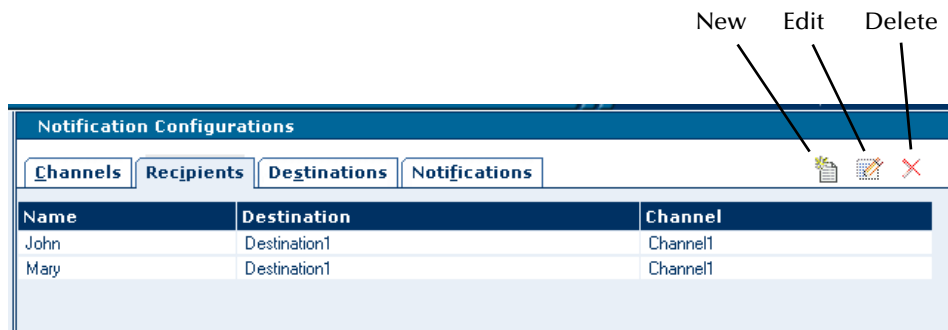 New Edit Delete
Notification Configurations
Channels Recipients Destinations Notifications
Name Destination Channel
John Destination1 Channel1
Mary Destination1 Channel1